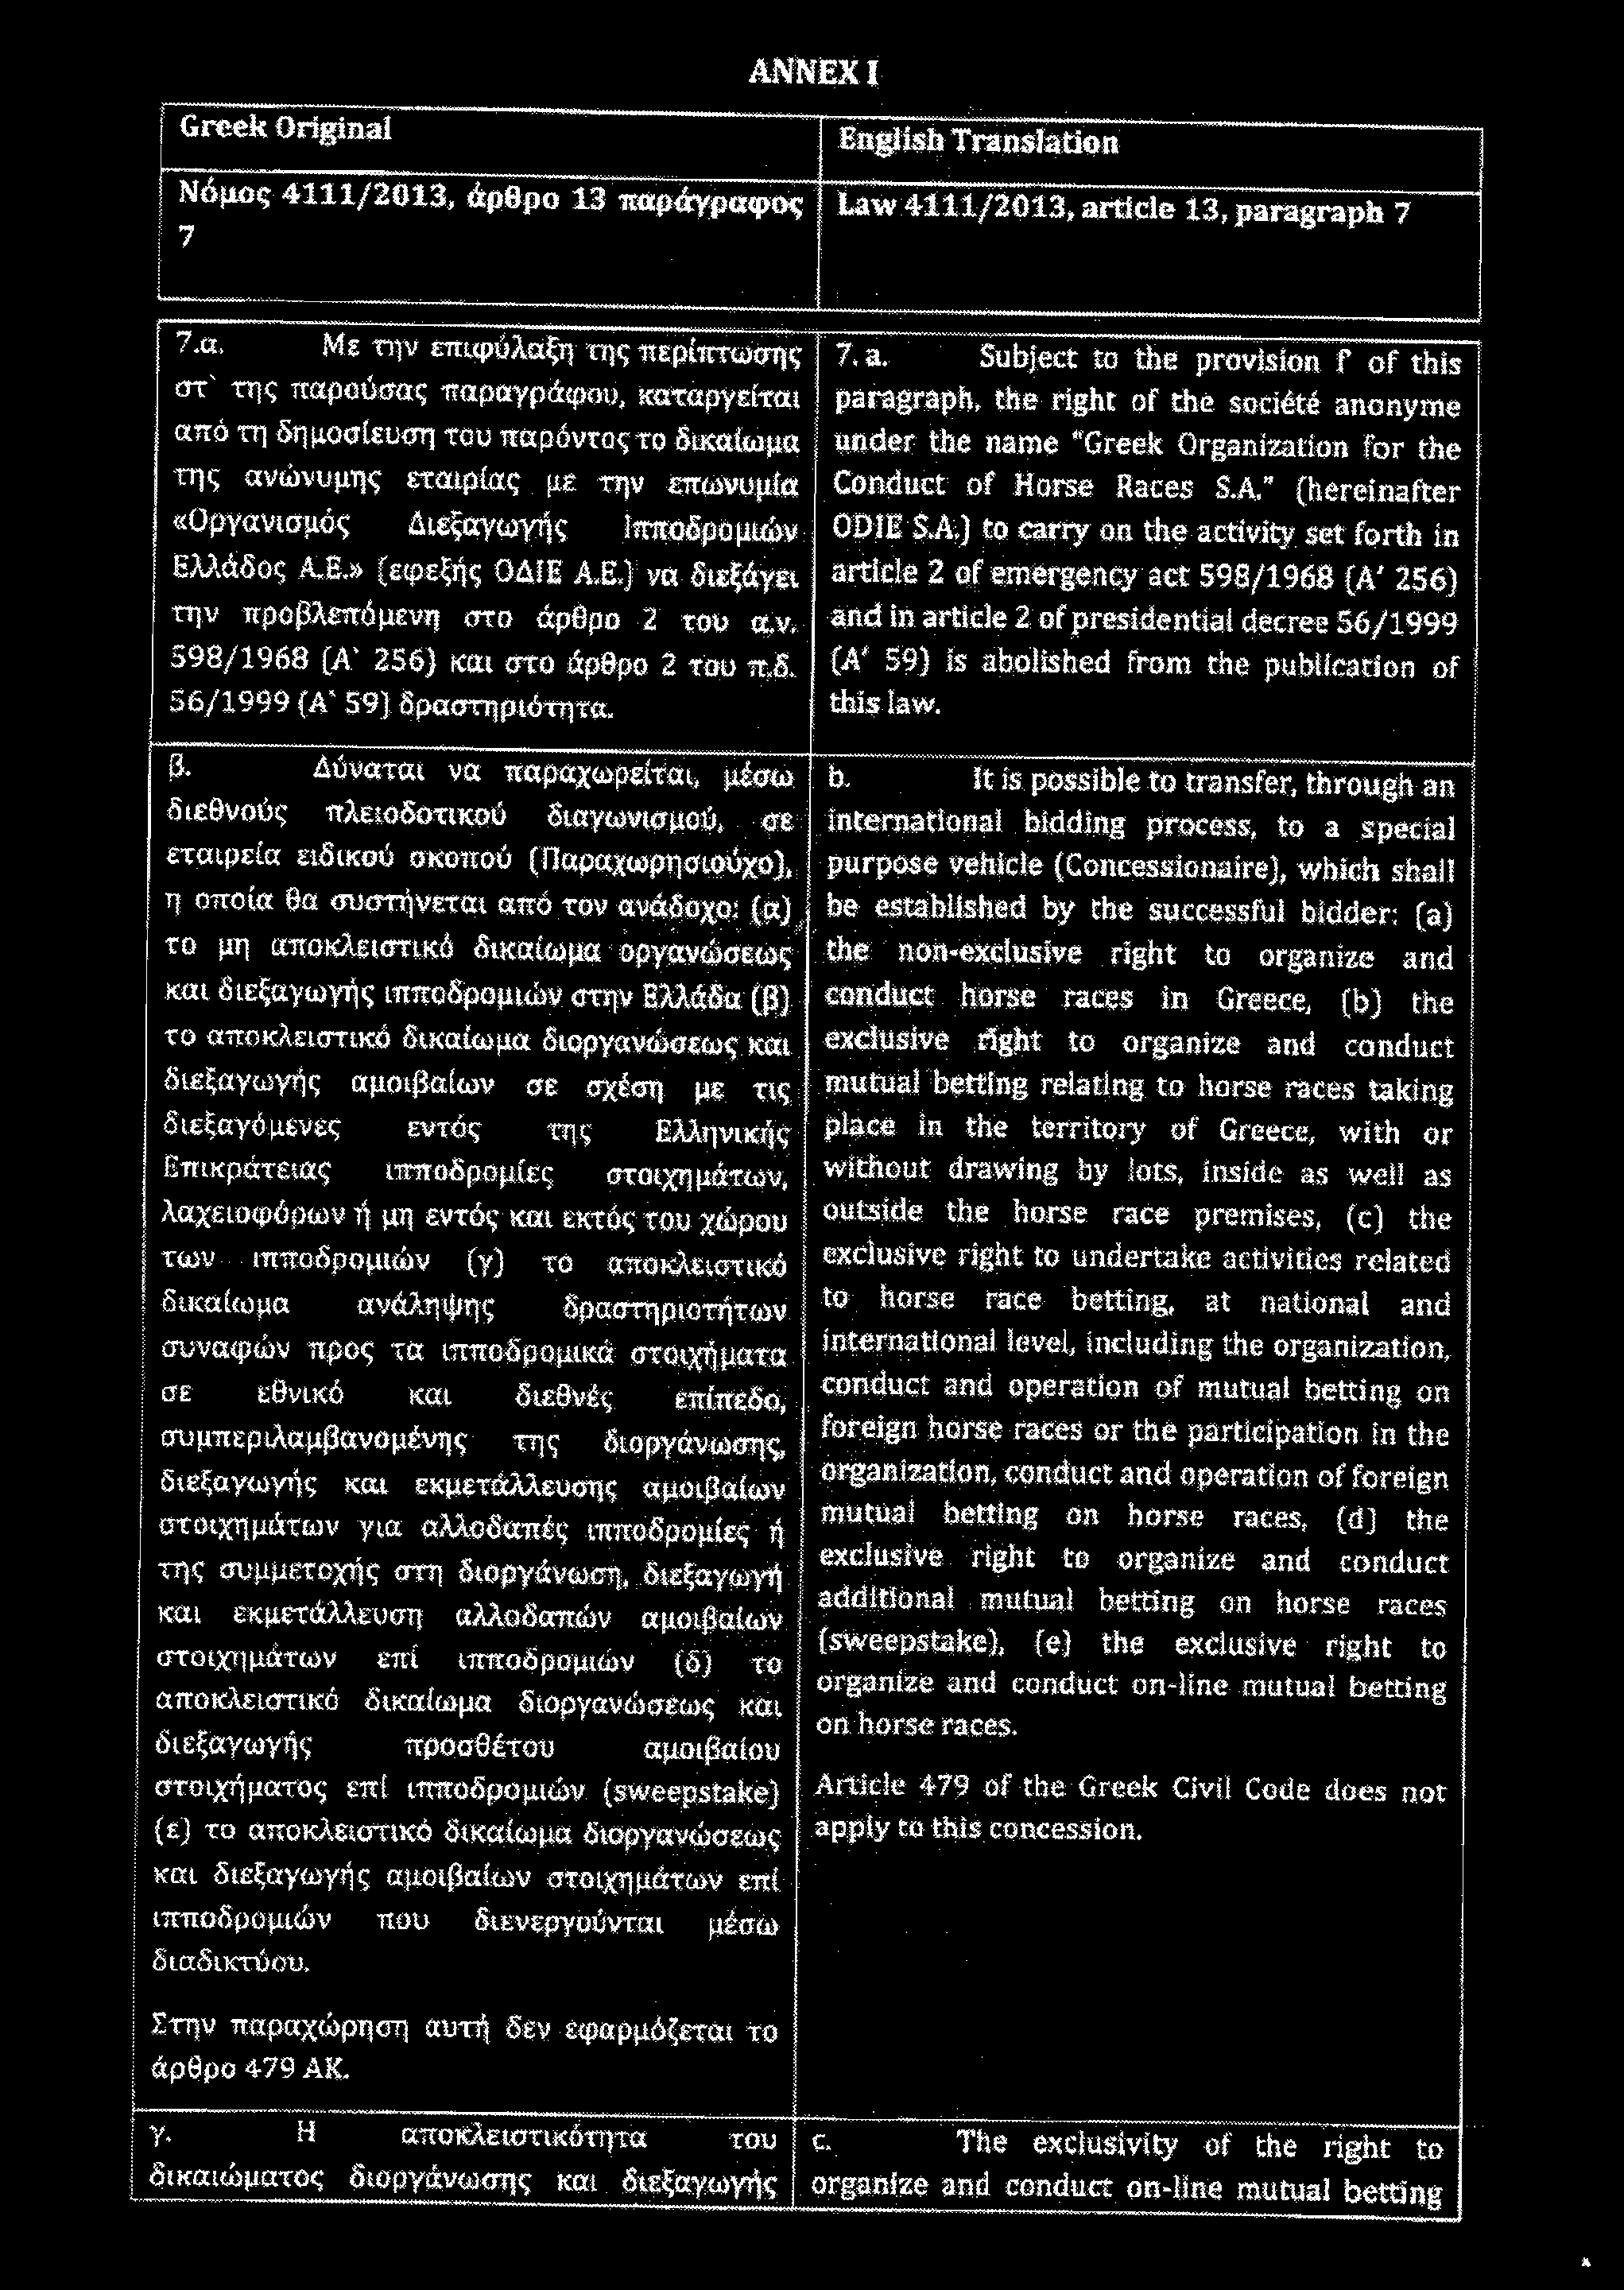 ANNEX I
Greek Original
English Translation
Νόμος 4111/2013, άρθρο 13 παράγραφος
7
Law 4111/2013, article 13, paragraph 7
7.α. Με την επιφύλαξη της περίπτωσης
στ` της παρούσας παραγράφου, καταργείται
από τη δημοσίευση του παρόντος το δικαίωμα
της ανώνυμης εταιρίας με την επωνυμία
«Οργανισμός Διεξαγωγής Ιπποδρομιών
Ελλάδος Α.Ε.» (εφεξής ΟΔΙΕ Α.Ε.) να διεξάγει
την προβλεπόμενη στο άρθρο 2 του α.ν.
598/1968 (Α` 256) και στο άρθρο 2 του π.δ.
56/1999 (Α` 59) δραστηριότητα.
7. a. Subject to the provision f' of this
paragraph, the right of the société anonyme
under the name "Greek Organization for the
Conduct of Horse Races S.A." (hereinafter
ODIE S.A.) to carry on the activity set forth in
article 2 of emergency act 598/1968 (A' 256)
and in article 2 of presidential decree 56/1999
(A' 59) is abolished from the publication of
this law.
β. Δύναται να παραχωρείται, μέσω
διεθνούς πλειοδοτικού διαγωνισμού, σε
εταιρεία ειδικού σκοπού (Παραχωρησιούχο),
η οποία θα συστήνεται από τον ανάδοχο: (α)
το μη αποκλειστικό δικαίωμα οργανώσεως
και διεξαγωγής ιπποδρομιών στην Ελλάδα (β)
το αποκλειστικό δικαίωμα διοργανώσεως και
διεξαγωγής αμοιβαίων σε σχέση με τις
διεξαγόμενες εντός της Ελληνικής
Επικράτειας ιπποδρομίες στοιχημάτων,
λαχειοφόρων ή μη εντός και εκτός του χώρου
των ιπποδρομιών (γ) το αποκλειστικό
δικαίωμα ανάληψης δραστηριοτήτων
συναφών προς τα ιπποδρομικά στοιχήματα
σε εθνικό και διεθνές επίπεδο,
συμπεριλαμβανομένης της διοργάνωσης,
διεξαγωγής και εκμετάλλευσης αμοιβαίων
στοιχημάτων για αλλοδαπές ιπποδρομίες ή
της συμμετοχής στη διοργάνωση, διεξαγωγή
και εκμετάλλευση αλλοδαπών αμοιβαίων
στοιχημάτων επί ιπποδρομιών (δ) το
αποκλειστικό δικαίωμα διοργανώσεως και
διεξαγωγής προσθέτου αμοιβαίου
στοιχήματος επί ιπποδρομιών (sweepstake)
(ε) το αποκλειστικό δικαίωμα διοργανώσεως
και διεξαγωγής αμοιβαίων στοιχημάτων επί
ιπποδρομιών που διενεργούνται μέσω
διαδικτύου.
Στην παραχώρηση αυτή δεν εφαρμόζεται το
άρθρο 479 ΑΚ.
b. It is possible to transfer, through an
international bidding process, to a special
purpose vehicle (Concessionaire), which shall
be established by the successful bidder: (a)
the non-exclusive right to organize and
conduct horse races in Greece, (b) the
exclusive right to organize and conduct
mutual betting relating to horse races taking
place in the territory of Greece, with or
without drawing by lots, inside as well as
outside the horse race premises, (c) the
exclusive right to undertake activities related
to horse race betting, at national and
international level, including the organization,
conduct and operation of mutual betting on
foreign horse races or the participation in the
organization, conduct and operation of foreign
mutual betting on horse races, (d) the
exclusive right to organize and conduct
additional mutual betting on horse races
(sweepstake), (e) the exclusive right to
organize and conduct on-line mutual betting
on horse races.
Article 479 of the Greek Civil Code does not
apply to this concession.
γ. Η αποκλειστικότητα του
δικαιώματος διοργάνωσης και διεξαγωγής
c. The exclusivity of the right to
organize and conduct on-line mutual betting